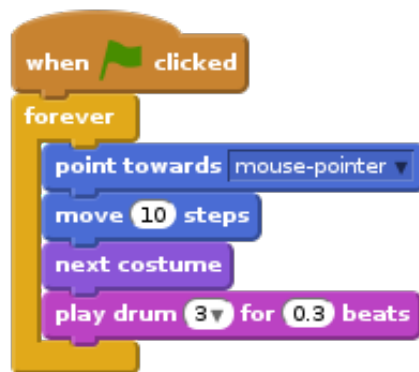 when clicked
forever
point towards mouse-pointer
move 10 steps
next costume
play drum 3 for 0.3 beats